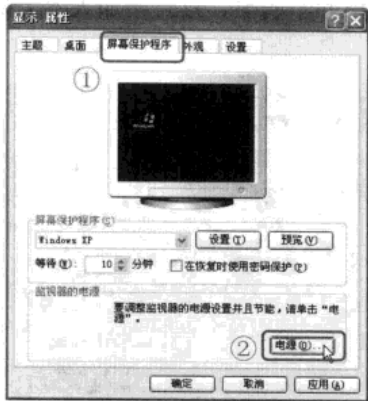 显示 属性
主题 桌面 屏幕保护程序 外观 设置
①
屏幕保护程序(S)
Windows XP 设置(T) 预览(V)
等待(W): 10 分钟 在恢复时使用密码保护(P)
监视器的电源
要调整监视器的电源设置并且节能，请单击“电
源”。
② 电源(O)...
确定 取消 应用(A)